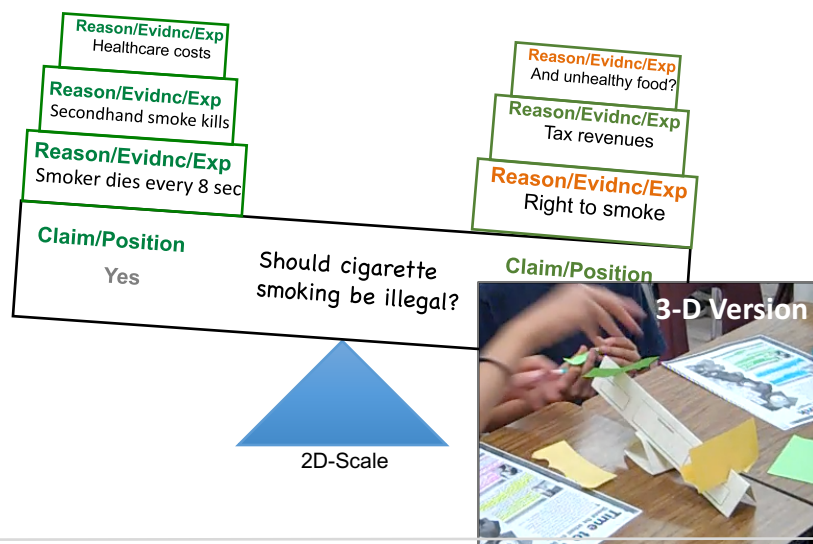 Reason/Evidnc/Exp
Healthcare costs
Reason/Evidnc/Exp
Secondhand smoke kills
Reason/Evidnc/Exp
Smoker dies every 8 sec
Claim/Position
Yes
Should cigarette
smoking be illegal?
Reason/Evidnc/Exp
And unhealthy food?
Reason/Evidnc/Exp
Tax revenues
Reason/Evidnc/Exp
Right to smoke
Claim/Position
2D-Scale
3-D Version
Time to